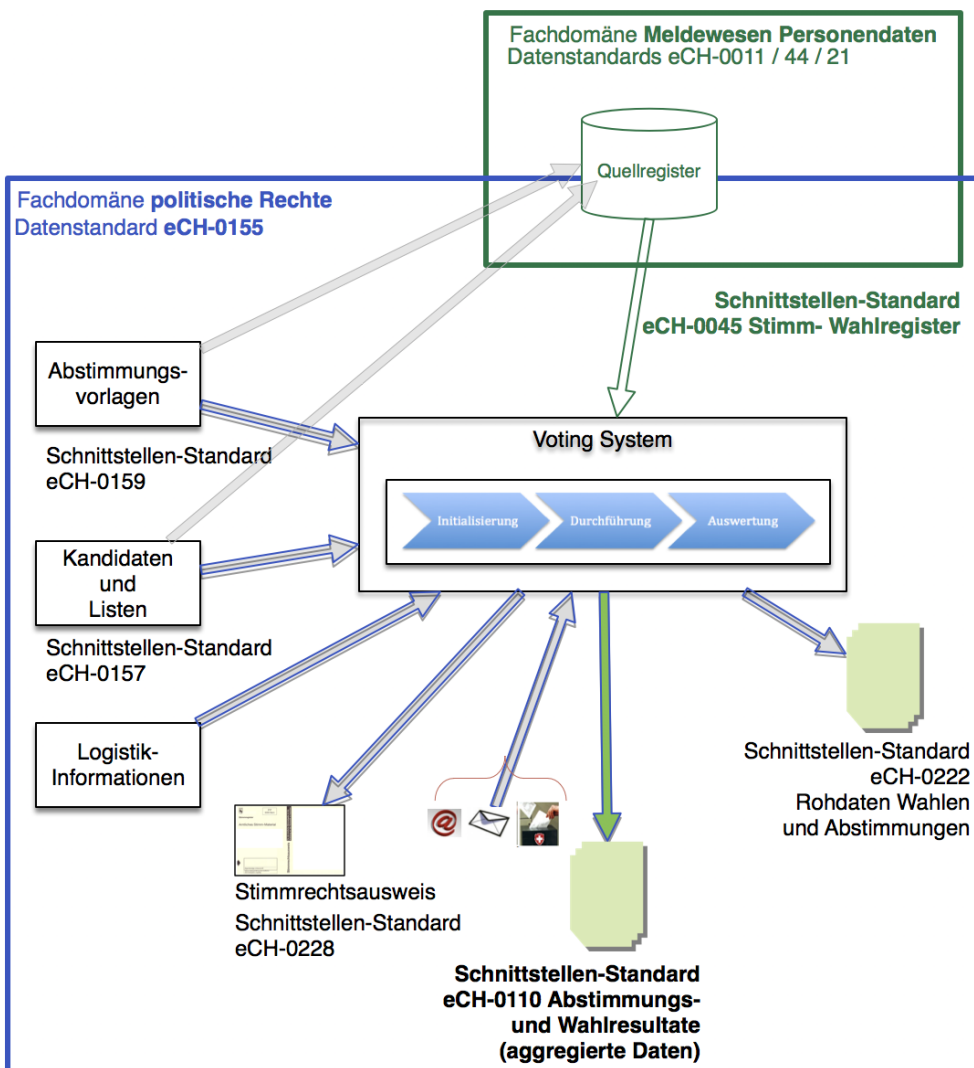 Fachdomäne Meldewesen Personendaten
Datenstandards eCH-0011 / 44 / 21
Quellregister
Fachdomäne politische Rechte
Datenstandard eCH-0155
Schnittstellen-Standard
eCH-0045 Stimm- Wahlregister
Abstimmungs-
vorlagen
Schnittstellen-Standard
eCH-0159
Voting System
Initialisierung
Durchführung
Auswertung
Kandidaten
und
Listen
Schnittstellen-Standard
eCH-0157
Logistik-
Informationen
Schnittstellen-Standard
eCH-0222
Rohdaten Wahlen
und Abstimmungen
@
Stimmrechtsausweis
Schnittstellen-Standard
eCH-0228
Schnittstellen-Standard
eCH-0110 Abstimmungs-
und Wahlresultate
(aggregierte Daten)